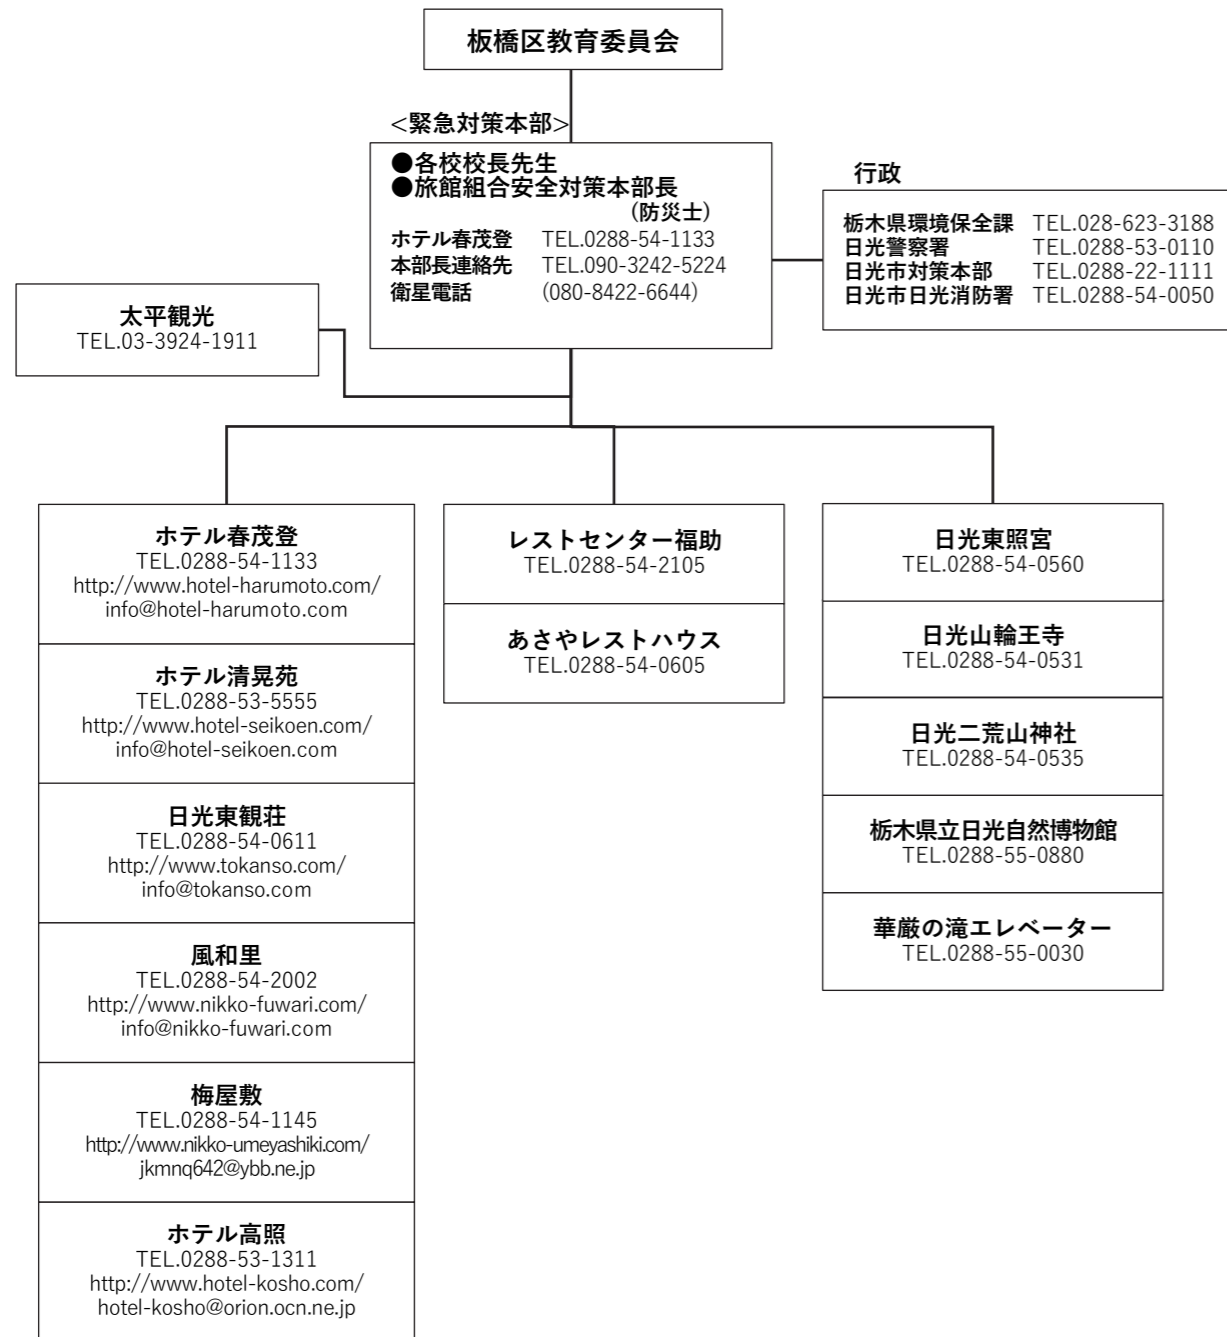 板橋区教育委員会
<緊急対策本部>
●各校校長先生
●旅館組合安全対策本部長
(防災士)
ホテル春茂登 TEL.0288-54-1133
本部長連絡先 TEL.090-3242-5224
衛星電話 (080-8422-6644)
行政
栃木県環境保全課 TEL.028-623-3188
日光警察署 TEL.0288-53-0110
日光市対策本部 TEL.0288-22-1111
日光市日光消防署 TEL.0288-54-0050
太平観光
TEL.03-3924-1911
ホテル春茂登
TEL.0288-54-1133
http://www.hotel-harumoto.com/
info@hotel-harumoto.com
ホテル清晃苑
TEL.0288-53-5555
http://www.hotel-seikoen.com/
info@hotel-seikoen.com
日光東観荘
TEL.0288-54-0611
http://www.tokanso.com/
info@tokanso.com
風和里
TEL.0288-54-2002
http://www.nikko-fuwari.com/
info@nikko-fuwari.com
梅屋敷
TEL.0288-54-1145
http://www.nikko-umeyashiki.com/
jkmnq642@ybb.ne.jp
ホテル高照
TEL.0288-53-1311
http://www.hotel-kosho.com/
hotel-kosho@orion.ocn.ne.jp
レストセンター福助
TEL.0288-54-2105
あさやレストハウス
TEL.0288-54-0605
日光東照宮
TEL.0288-54-0560
日光山輪王寺
TEL.0288-54-0531
日光二荒山神社
TEL.0288-54-0535
栃木県立日光自然博物館
TEL.0288-55-0880
華厳の滝エレベーター
TEL.0288-55-0030